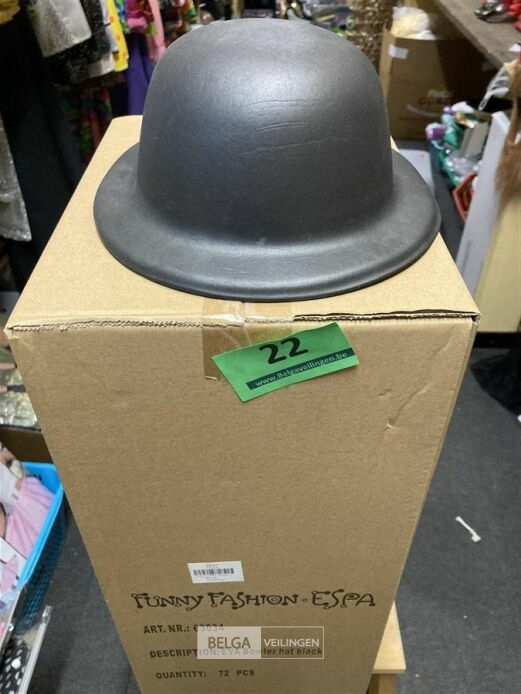 22
www.Belgaveilingen.be
FUNNY FASHION · ESPA
ART. NR.: 63034
BELGA VEILINGEN
DESCRIPTION: EVA Bowler hat black
QUANTITY: 72 PCS